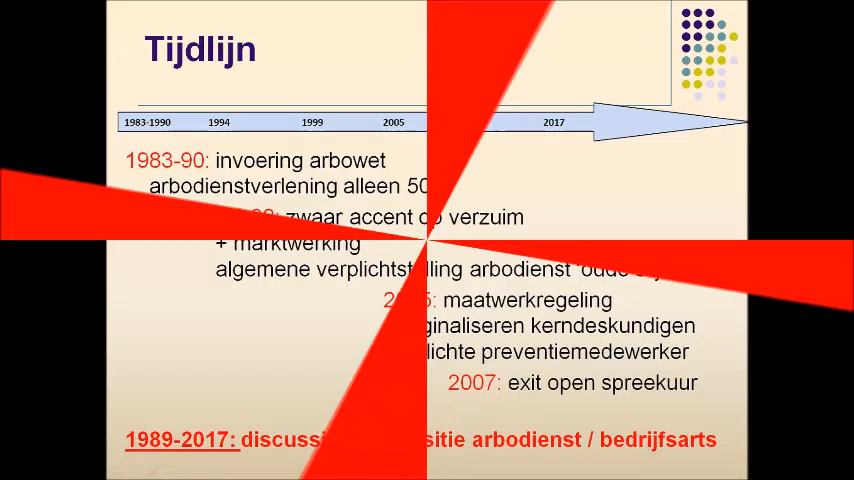 Tijdlijn
1983-1990 1994 1999 2005 2017
1983-90: invoering arbowet
arbodienstverlening alleen
zwaar accent op verzuim
+ marktwerking
algemene verplichtstelling arbodienst
maatwerkregeling
kerndeskundigen
preventiemedewerker
2007: exit open spreekuur
1989-2017: arbodienst / bedrijfsarts